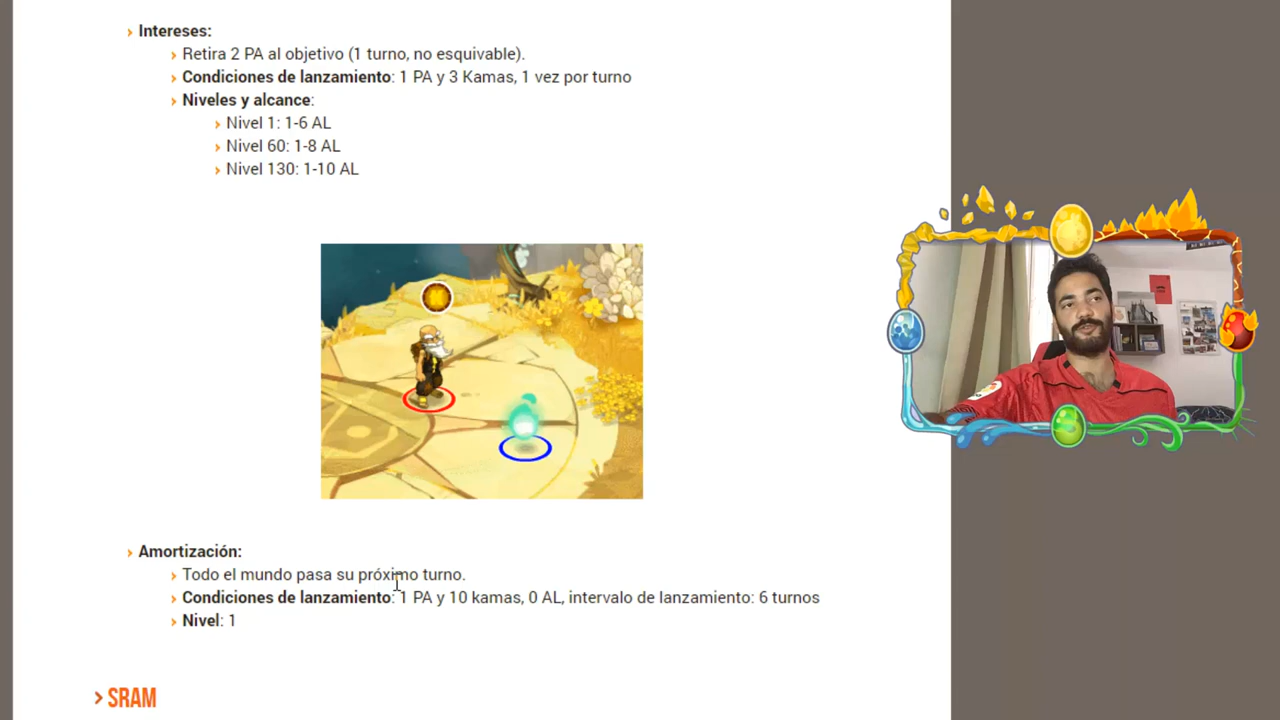 Intereses:
Retira 2 PA al objetivo (1 turno, no esquivable).
Condiciones de lanzamiento: 1 PA y 3 Kamas, 1 vez por turno
Niveles y alcance:
Nivel 1: 1-6 AL
Nivel 60: 1-8 AL
Nivel 130: 1-10 AL
Amortización:
Todo el mundo pasa su próximo turno.
Condiciones de lanzamiento: 1 PA y 10 kamas, 0 AL, intervalo de lanzamiento: 6 turnos
Nivel: 1
> SRAM